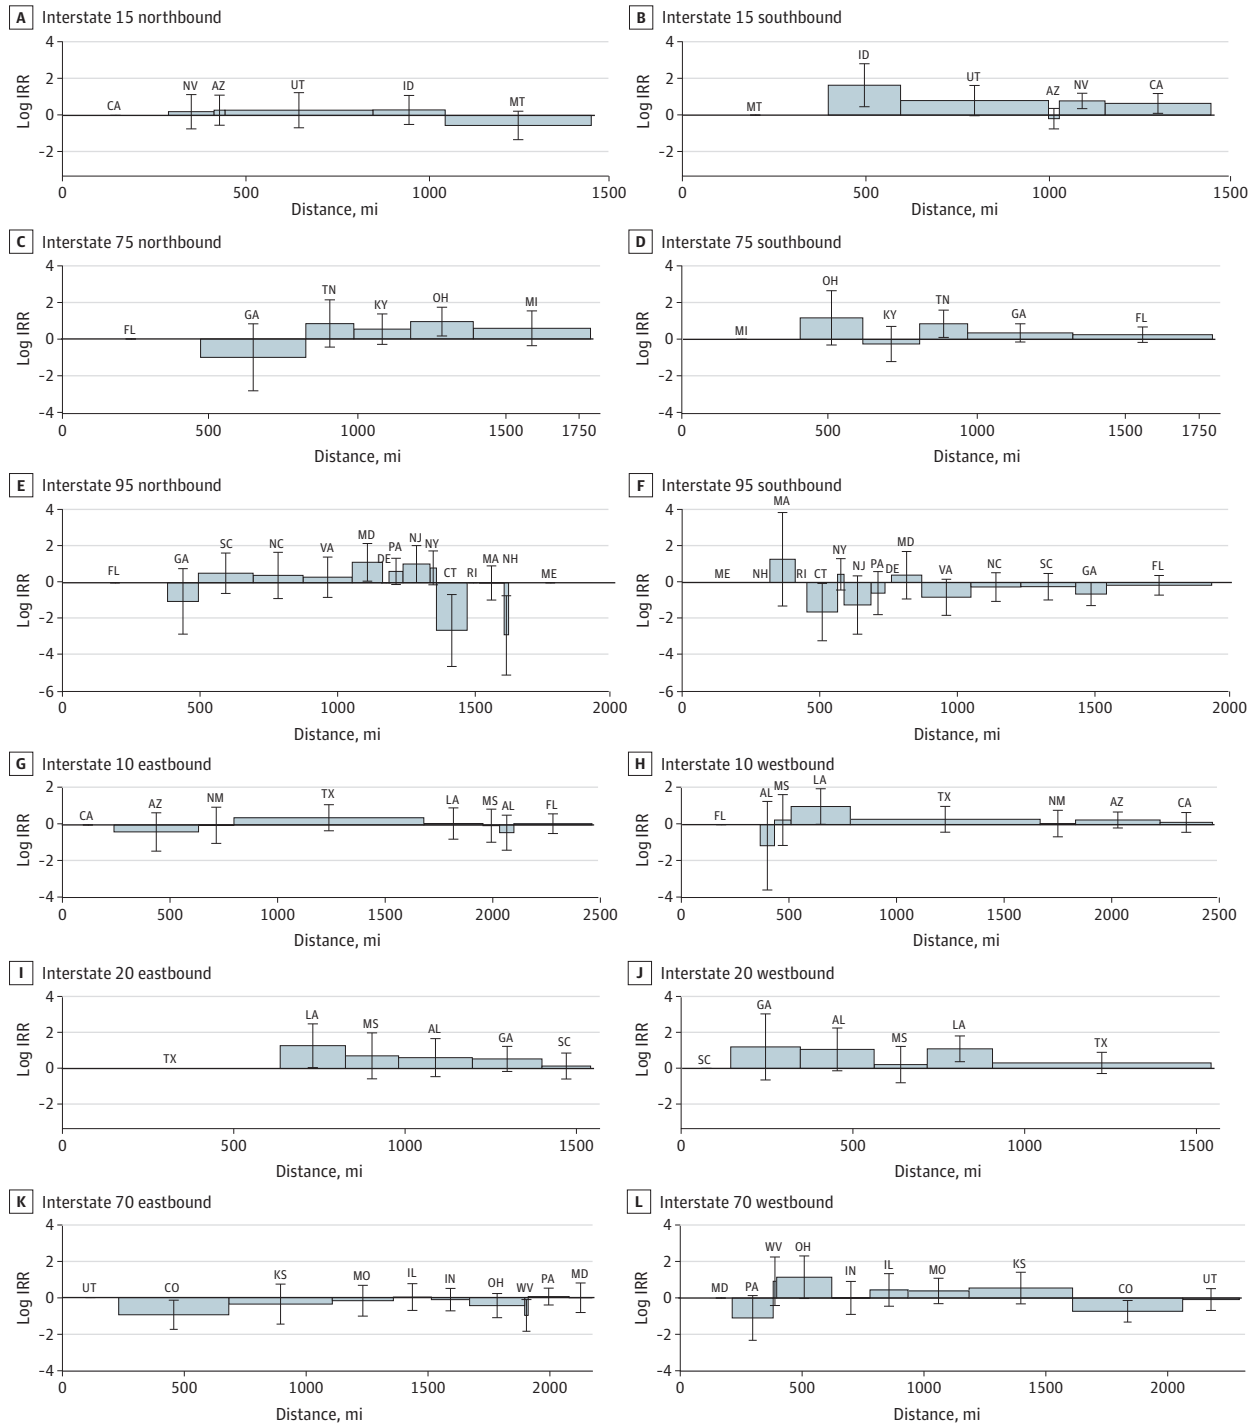 A Interstate 15 northbound
4
2
0
−2
Log IRR
CA NV AZ UT ID MT
0 500 1000 1500
Distance, mi
B Interstate 15 southbound
4
2
0
−2
Log IRR
MT ID UT AZ NV CA
0 500 1000 1500
Distance, mi
C Interstate 75 northbound
4
2
0
−2
−4
Log IRR
FL GA TN KY OH MI
0 500 1000 1500 1750
Distance, mi
D Interstate 75 southbound
4
2
0
−2
−4
Log IRR
MI OH KY TN GA FL
0 500 1000 1500 1750
Distance, mi
E Interstate 95 northbound
4
2
0
−2
−4
−6
Log IRR
FL GA SC NC VA MD DE PA NJ NY CT RI MA NH ME
0 500 1000 1500 2000
Distance, mi
F Interstate 95 southbound
4
2
0
−2
−4
−6
Log IRR
ME NH MA RI CT NY NJ PA DE MD VA NC SC GA FL
0 500 1000 1500 2000
Distance, mi
G Interstate 10 eastbound
2
0
−2
−4
Log IRR
CA AZ NM TX LA MS AL FL
0 500 1000 1500 2000 2500
Distance, mi
H Interstate 10 westbound
2
0
−2
−4
Log IRR
FL AL MS LA TX NM AZ CA
0 500 1000 1500 2000 2500
Distance, mi
I Interstate 20 eastbound
4
2
0
−2
Log IRR
TX LA MS AL GA SC
0 500 1000 1500
Distance, mi
J Interstate 20 westbound
4
2
0
−2
Log IRR
SC GA AL MS LA TX
0 500 1000 1500
Distance, mi
K Interstate 70 eastbound
4
2
0
−2
−4
Log IRR
UT CO KS MO IL IN OH WV PA MD
0 500 1000 1500 2000
Distance, mi
L Interstate 70 westbound
4
2
0
−2
−4
Log IRR
MD PA WV OH IN IL MO KS CO UT
0 500 1000 1500 2000
Distance, mi